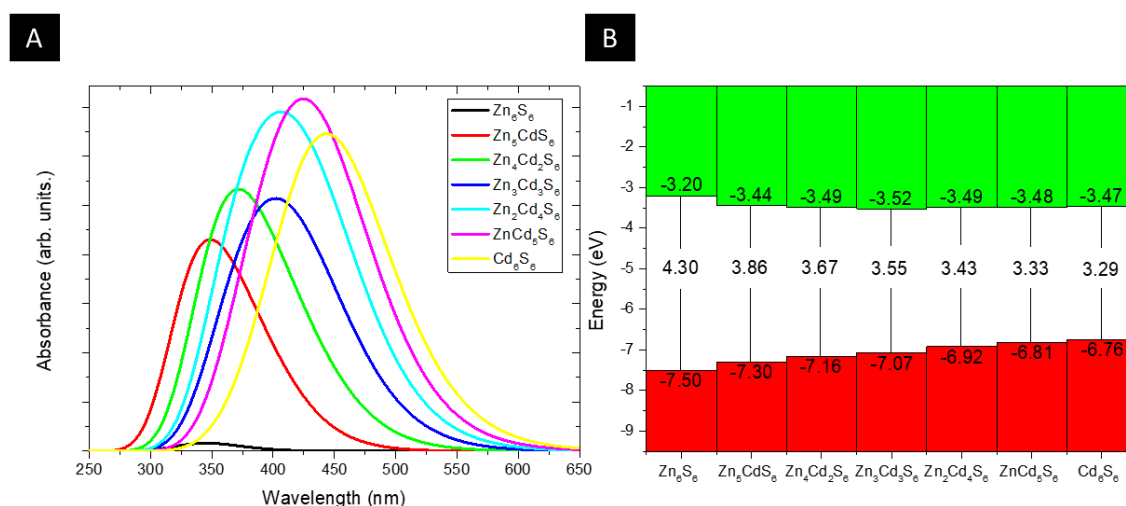 A
Absorbance (arb. units.)
Zn₆S₆
Zn₅CdS₆
Zn₄Cd₂S₆
Zn₃Cd₃S₆
Zn₂Cd₄S₆
ZnCd₅S₆
Cd₆S₆
250 300 350 400 450 500 550 600 650
Wavelength (nm)
B
Energy (eV)
-1
-2
-3
-4
-5
-6
-7
-8
-9
-3.20 -3.44 -3.49 -3.52 -3.49 -3.48 -3.47
4.30 3.86 3.67 3.55 3.43 3.33 3.29
-7.50 -7.30 -7.16 -7.07 -6.92 -6.81 -6.76
Zn₆S₆ Zn₅CdS₆ Zn₄Cd₂S₆ Zn₃Cd₃S₆ Zn₂Cd₄S₆ ZnCd₅S₆ Cd₆S₆